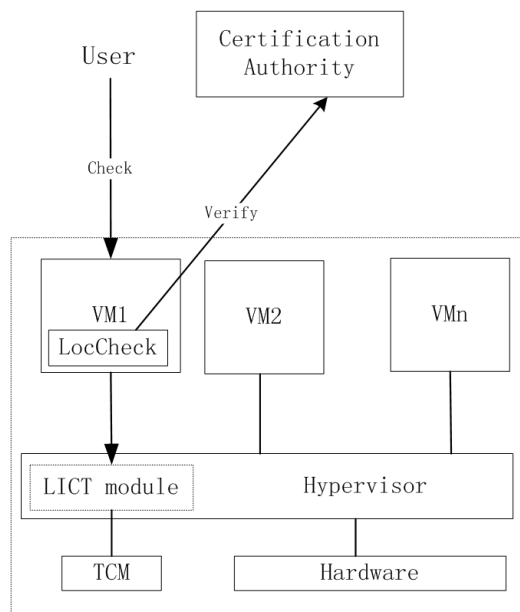 Certification
Authority
User
Check
Verify
VM1
LocCheck
VM2
VMn
LICT module
Hypervisor
TCM
Hardware